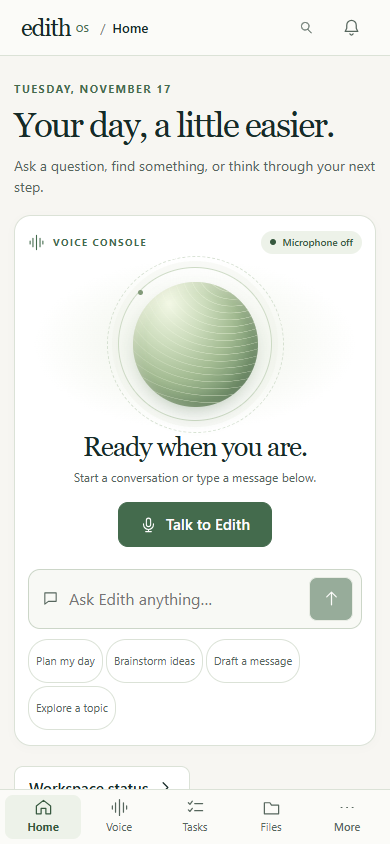 edith OS / Home
TUESDAY, NOVEMBER 17
Your day, a little easier.
Ask a question, find something, or think through your next
step.
VOICE CONSOLE
Microphone off
Ready when you are.
Start a conversation or type a message below.
Talk to Edith
Ask Edith anything...
Plan my day
Brainstorm ideas
Draft a message
Explore a topic
Workspace status
Home
Voice
Tasks
Files
More